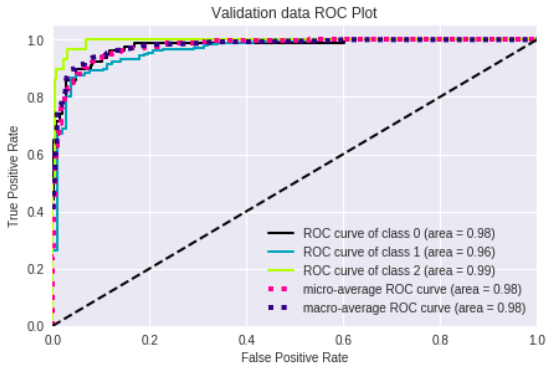 Validation data ROC Plot
1.0
0.8
0.6
0.4
0.2
0.0
True Positive Rate
ROC curve of class 0 (area = 0.98)
ROC curve of class 1 (area = 0.96)
ROC curve of class 2 (area = 0.99)
micro-average ROC curve (area = 0.98)
macro-average ROC curve (area = 0.98)
0.0 0.2 0.4 0.6 0.8 1.0
False Positive Rate